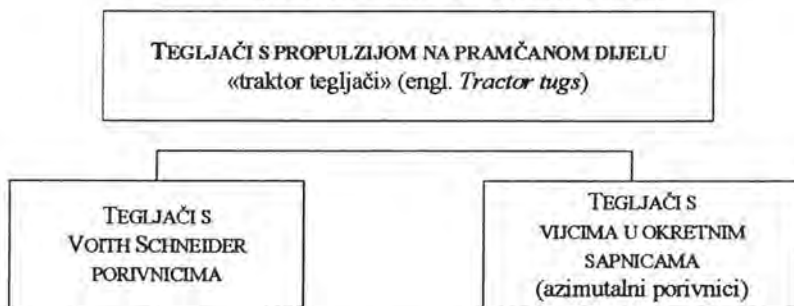 TEGLJAČI S PROPULZIJOM NA PRAMČANOM DIJELU
«traktor tegljači» (engl. Tractor tugs)
TEGLJAČI S
VOITH SCHNEIDER
PORIVNICIMA
TEGLJAČI S
VIJCIMA U OKRETNIM
SAPNICAMA
(azimutalni porivnici)